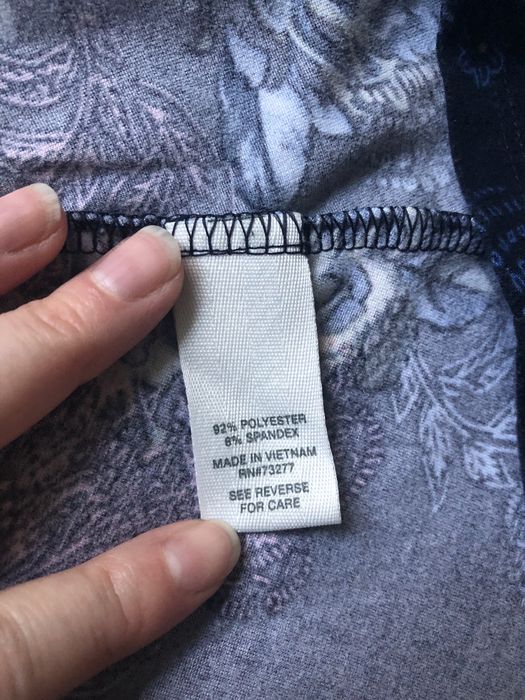 92% POLYESTER
8% SPANDEX
MADE IN VIETNAM
RN#73277
SEE REVERSE
FOR CARE